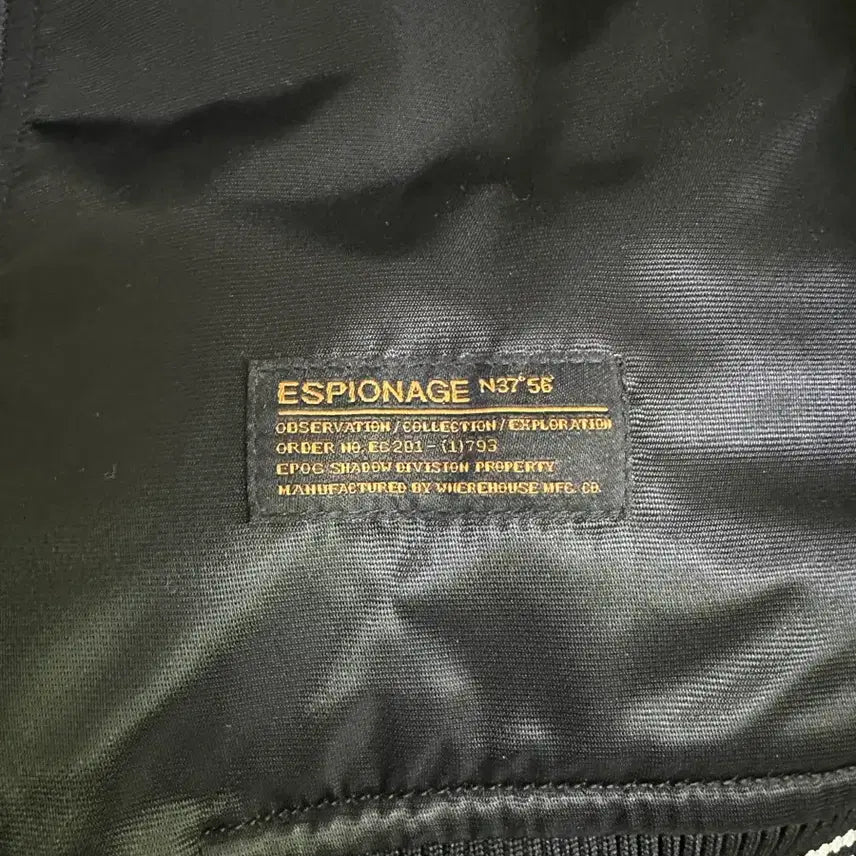 ESPIONAGE N37°56'
OBSERVATION/COLLECTION/EXPLORATION
ORDER NO. EC201-(1)793
EPOC SHADOW DIVISION PROPERTY
MANUFACTURED BY WHEREHOUSE MFG. CO.